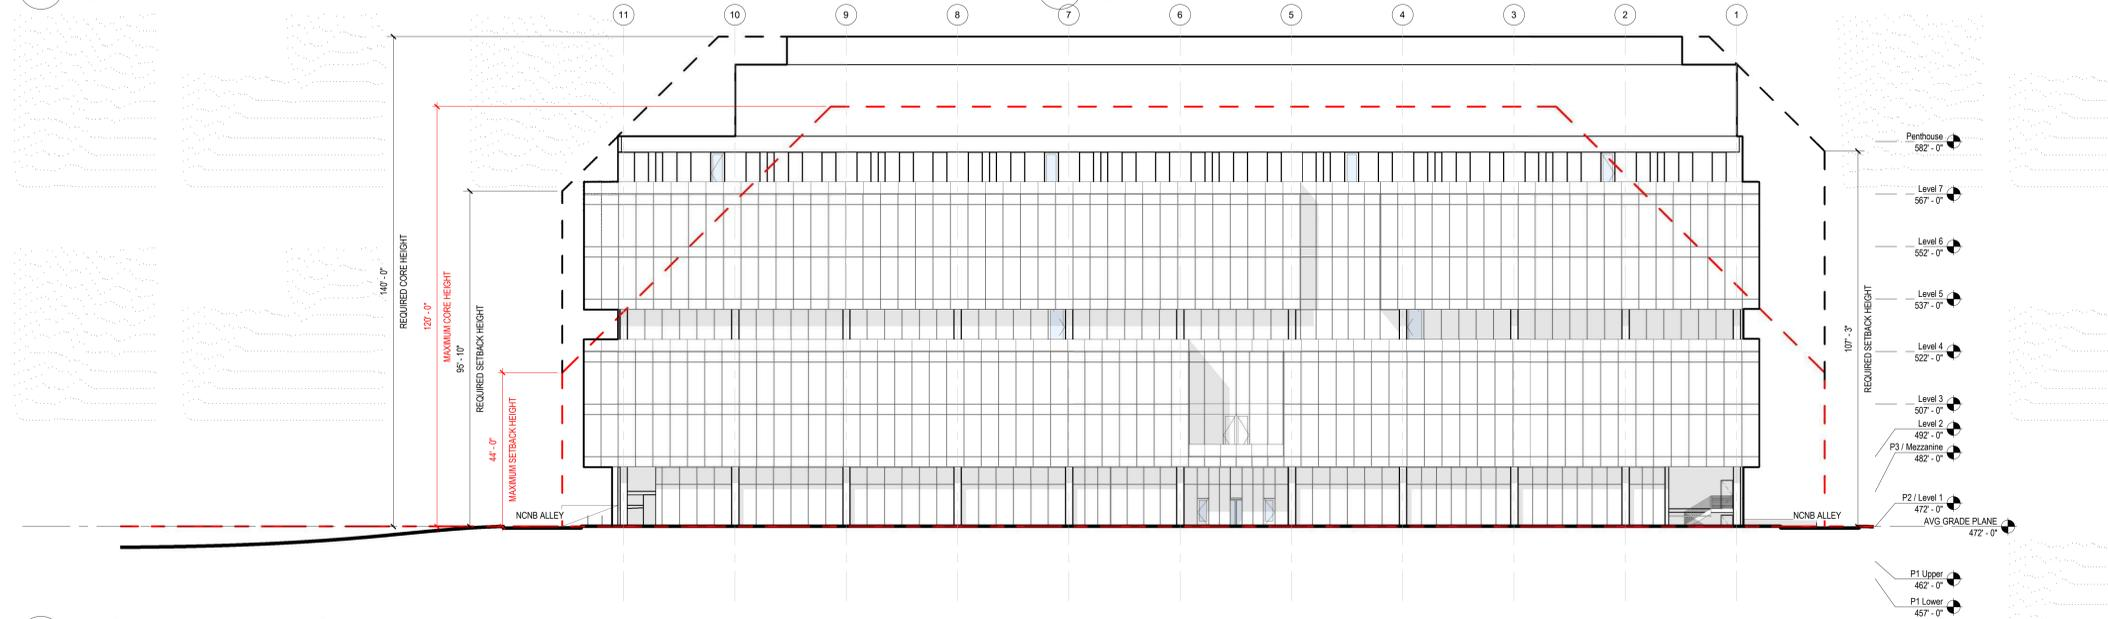 11 10 9 8 7 6 5 4 3 2 1
140' - 0"
REQUIRED CORE HEIGHT
120' - 0"
MAXIMUM CORE HEIGHT
95' - 10"
REQUIRED SETBACK HEIGHT
44' - 0"
MAXIMUM SETBACK HEIGHT
NCNB ALLEY
NCNB ALLEY
107' - 3"
REQUIRED SETBACK HEIGHT
Penthouse
582' - 0"
Level 7
567' - 0"
Level 6
552' - 0"
Level 5
537' - 0"
Level 4
522' - 0"
Level 3
507' - 0"
Level 2
492' - 0"
P3 / Mezzanine
482' - 0"
P2 / Level 1
472' - 0"
AVG GRADE PLANE
472' - 0"
P1 Upper
462' - 0"
P1 Lower
457' - 0"